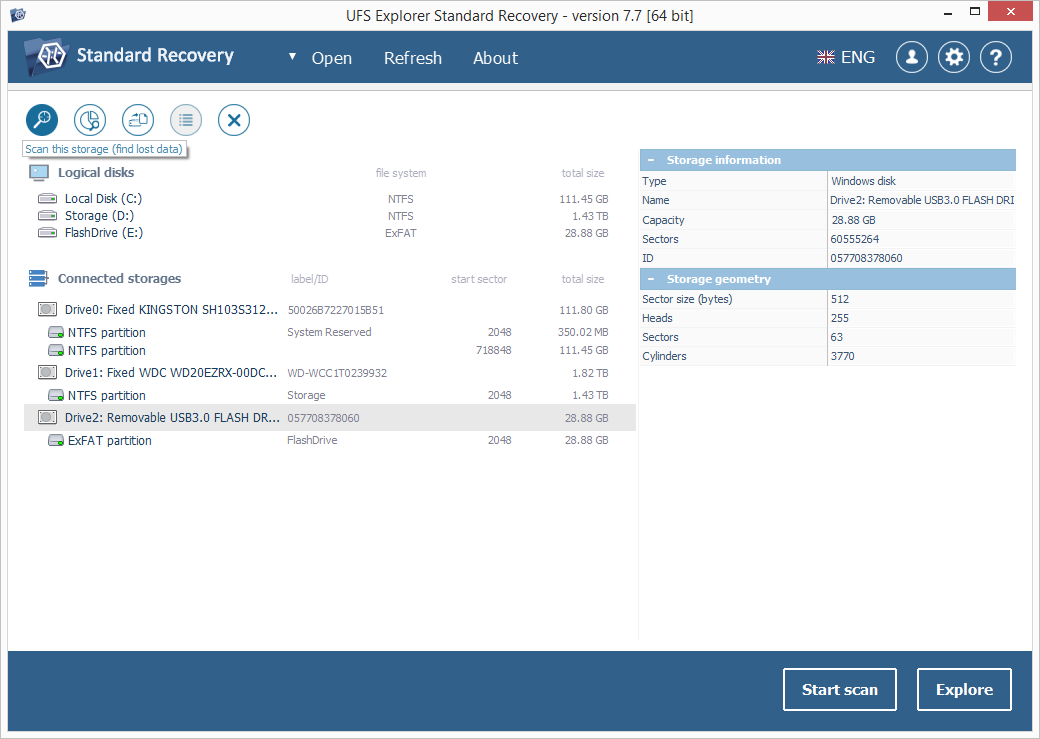 UFS Explorer Standard Recovery - version 7.7 [64 bit]
Standard Recovery
Open
Refresh
About
ENG
?
Scan this storage (find lost data)
Logical disks file system total size
Local Disk (C:) NTFS 111.45 GB
Storage (D:) NTFS 1.43 TB
FlashDrive (E:) ExFAT 28.88 GB
Connected storages label/ID start sector total size
Drive0: Fixed KINGSTON SH103S312... 50026B7227015B51 111.80 GB
NTFS partition System Reserved 2048 350.02 MB
NTFS partition 718848 111.45 GB
Drive1: Fixed WDC WD20EZRX-00DC... WD-WCC1T0239932 1.82 TB
NTFS partition Storage 2048 1.43 TB
Drive2: Removable USB3.0 FLASH DR... 057708378060 28.88 GB
ExFAT partition FlashDrive 2048 28.88 GB
− Storage information
Type Windows disk
Name Drive2: Removable USB3.0 FLASH DRI
Capacity 28.88 GB
Sectors 60555264
ID 057708378060
− Storage geometry
Sector size (bytes) 512
Heads 255
Sectors 63
Cylinders 3770
Start scan
Explore